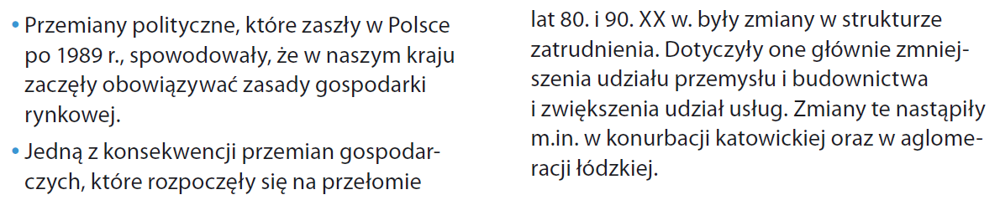 • Przemiany polityczne, które zaszły w Polsce
po 1989 r., spowodowały, że w naszym kraju
zaczęły obowiązywać zasady gospodarki
rynkowej.
• Jedną z konsekwencji przemian gospodar-
czych, które rozpoczęły się na przełomie
lat 80. i 90. XX w. były zmiany w strukturze
zatrudnienia. Dotyczyły one głównie zmniej-
szenia udziału przemysłu i budownictwa
i zwiększenia udział usług. Zmiany te nastąpiły
m.in. w konurbacji katowickiej oraz w aglome-
racji łódzkiej.